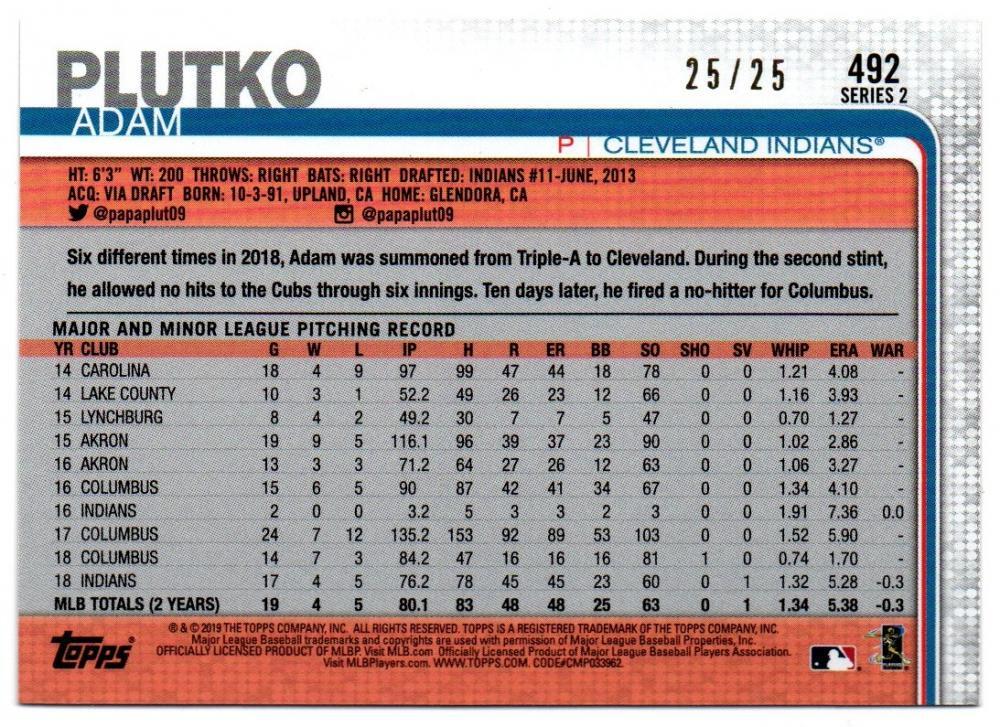 PLUTKO
ADAM
25/25
492
SERIES 2
P | CLEVELAND INDIANS®
HT: 6'3" WT: 200 THROWS: RIGHT BATS: RIGHT DRAFTED: INDIANS #11-JUNE, 2013
ACQ: VIA DRAFT BORN: 10-3-91, UPLAND, CA HOME: GLENDORA, CA
@papaplut09 @papaplut09
Six different times in 2018, Adam was summoned from Triple-A to Cleveland. During the second stint,
he allowed no hits to the Cubs through six innings. Ten days later, he fired a no-hitter for Columbus.
MAJOR AND MINOR LEAGUE PITCHING RECORD
YR CLUB G W L IP H R ER BB SO SHO SV WHIP ERA WAR
14 CAROLINA 18 4 9 97 99 47 44 18 78 0 0 1.21 4.08 -
14 LAKE COUNTY 10 3 1 52.2 49 26 23 12 66 0 0 1.16 3.93 -
15 LYNCHBURG 8 4 2 49.2 30 7 7 5 47 0 0 0.70 1.27 -
15 AKRON 19 9 5 116.1 96 39 37 23 90 0 0 1.02 2.86 -
16 AKRON 13 3 3 71.2 64 27 26 12 63 0 0 1.06 3.27 -
16 COLUMBUS 15 6 5 90 87 42 41 34 67 0 0 1.34 4.10 -
16 INDIANS 2 0 0 3.2 5 3 3 2 3 0 0 1.91 7.36 0.0
17 COLUMBUS 24 7 12 135.2 153 92 89 53 103 0 0 1.52 5.90 -
18 COLUMBUS 14 7 3 84.2 47 16 16 16 81 1 0 0.74 1.70 -
18 INDIANS 17 4 5 76.2 78 45 45 23 60 0 1 1.32 5.28 -0.3
MLB TOTALS (2 YEARS) 19 4 5 80.1 83 48 48 25 63 0 1 1.34 5.38 -0.3
® & © 2019 THE TOPPS COMPANY, INC. ALL RIGHTS RESERVED. TOPPS IS A REGISTERED TRADEMARK OF THE TOPPS COMPANY, INC.
Major League Baseball trademarks and copyrights are used with permission of Major League Baseball Properties, Inc.
OFFICIALLY LICENSED PRODUCT OF MLBP. Visit MLB.com Officially Licensed Product of Major League Baseball Players Association.
Visit MLBPlayers.com. WWW.TOPPS.COM. CODE#CMP033962.
Topps®